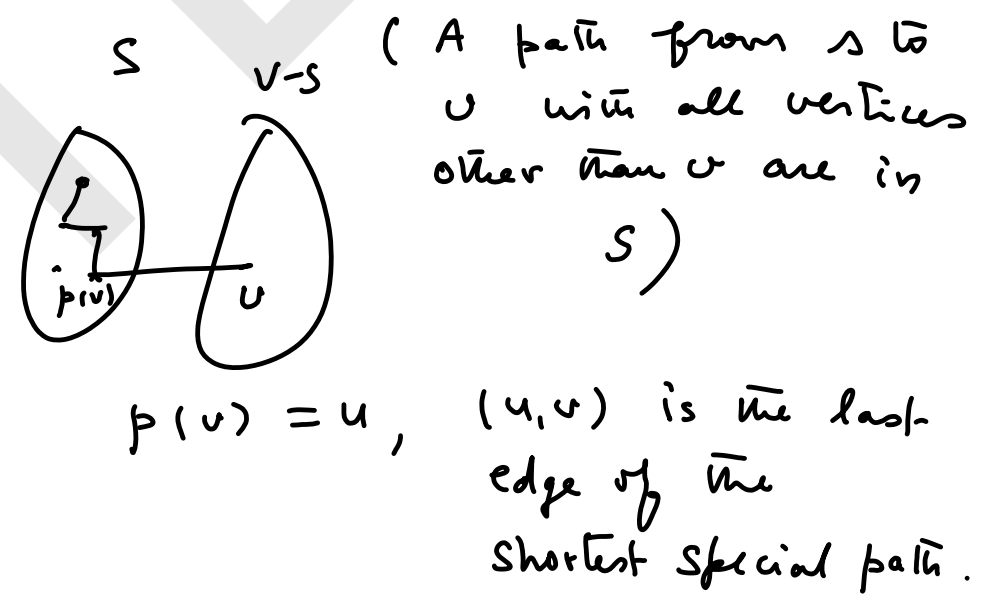 S
V-S
( A path from s to
v with all vertices
other than v are in
S )
p(v)
v
p(v) = u, (u,v) is the last
edge of the
shortest special path.